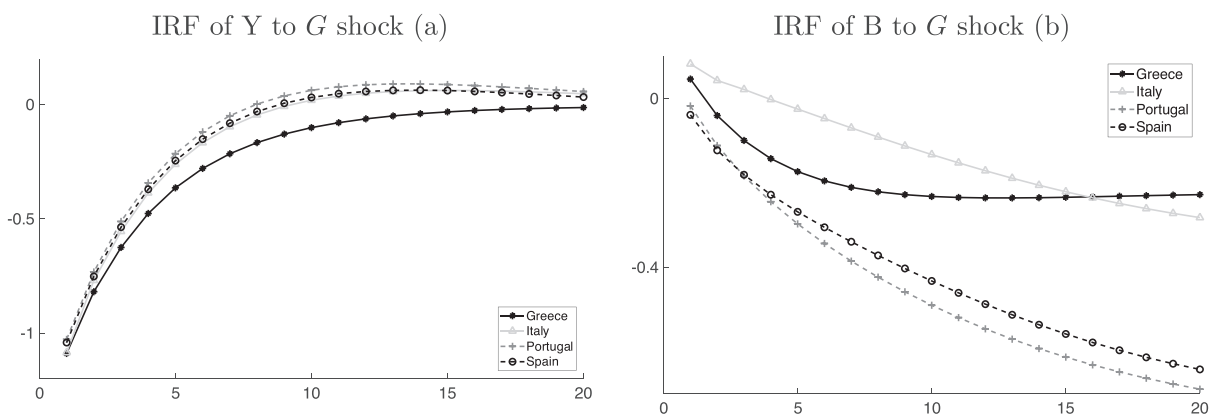 IRF of Y to G shock (a)
0
-0.5
-1
0
5
10
15
20
Greece
Italy
Portugal
Spain
IRF of B to G shock (b)
0
-0.4
0
5
10
15
20
Greece
Italy
Portugal
Spain